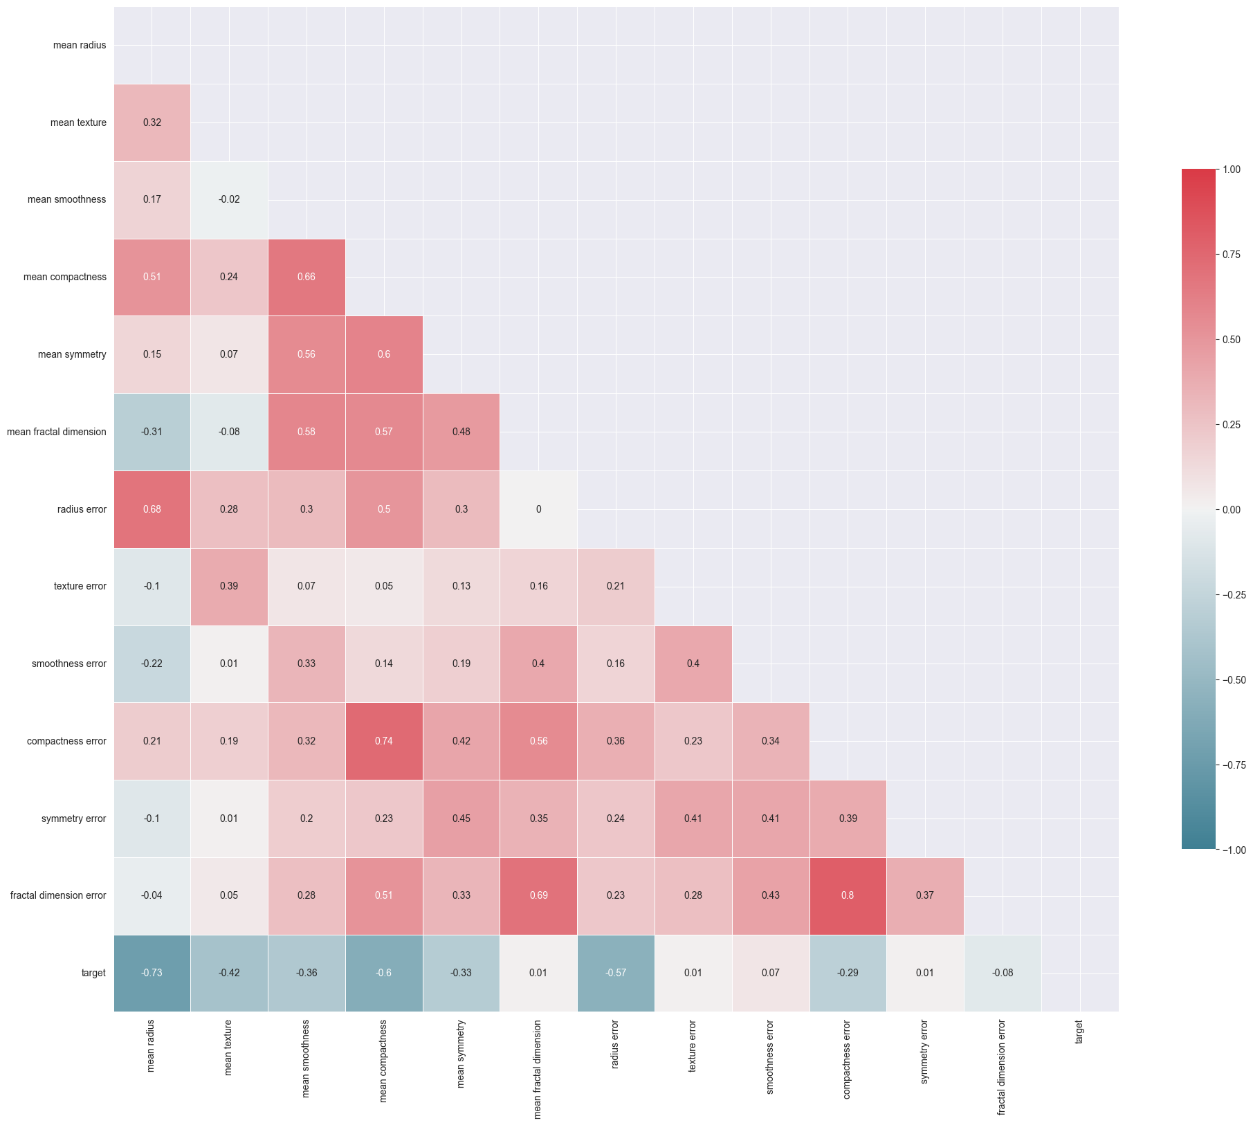 mean radius
mean texture 0.32
mean smoothness 0.17 -0.02
mean compactness 0.51 0.24 0.66
mean symmetry 0.15 0.07 0.56 0.6
mean fractal dimension -0.31 -0.08 0.58 0.57 0.48
radius error 0.68 0.28 0.3 0.5 0.3 0
texture error -0.1 0.39 0.07 0.05 0.13 0.16 0.21
smoothness error -0.22 0.01 0.33 0.14 0.19 0.4 0.16 0.4
compactness error 0.21 0.19 0.32 0.74 0.42 0.56 0.36 0.23 0.34
symmetry error -0.1 0.01 0.2 0.23 0.45 0.35 0.24 0.41 0.41 0.39
fractal dimension error -0.04 0.05 0.28 0.51 0.33 0.69 0.23 0.28 0.43 0.8 0.37
target -0.73 -0.42 -0.36 -0.6 -0.33 0.01 -0.57 0.01 0.07 -0.29 0.01 -0.08
mean radius
mean texture
mean smoothness
mean compactness
mean symmetry
mean fractal dimension
radius error
texture error
smoothness error
compactness error
symmetry error
fractal dimension error
target
1.00
0.75
0.50
0.25
0.00
−0.25
−0.50
−0.75
−1.00